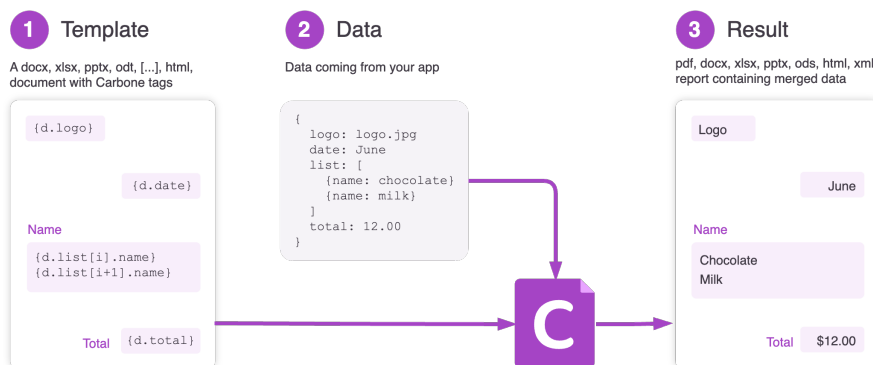 1 Template
A docx, xlsx, pptx, odt, [...], html,
document with Carbone tags
{d.logo}
{d.date}
Name
{d.list[i].name}
{d.list[i+1].name}
Total {d.total}
2 Data
Data coming from your app
{
logo: logo.jpg
date: June
list: [
{name: chocolate}
{name: milk}
]
total: 12.00
}
C
3 Result
pdf, docx, xlsx, pptx, ods, html, xml
report containing merged data
Logo
June
Name
Chocolate
Milk
Total $12.00